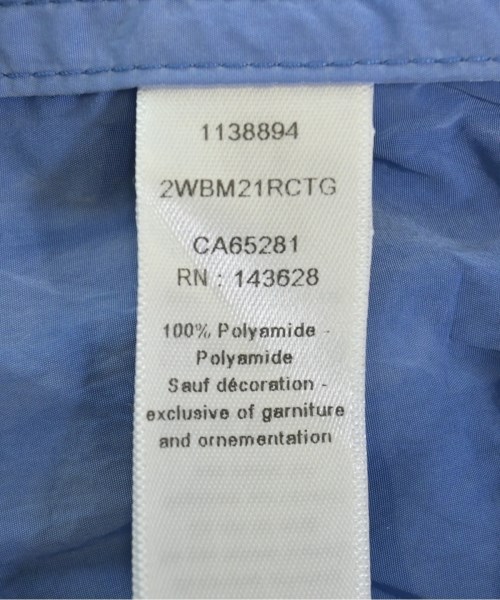 1138894
2WBM21RCTG
CA65281
RN : 143628
100% Polyamide -
Polyamide
Sauf décoration -
exclusive of garniture
and ornementation